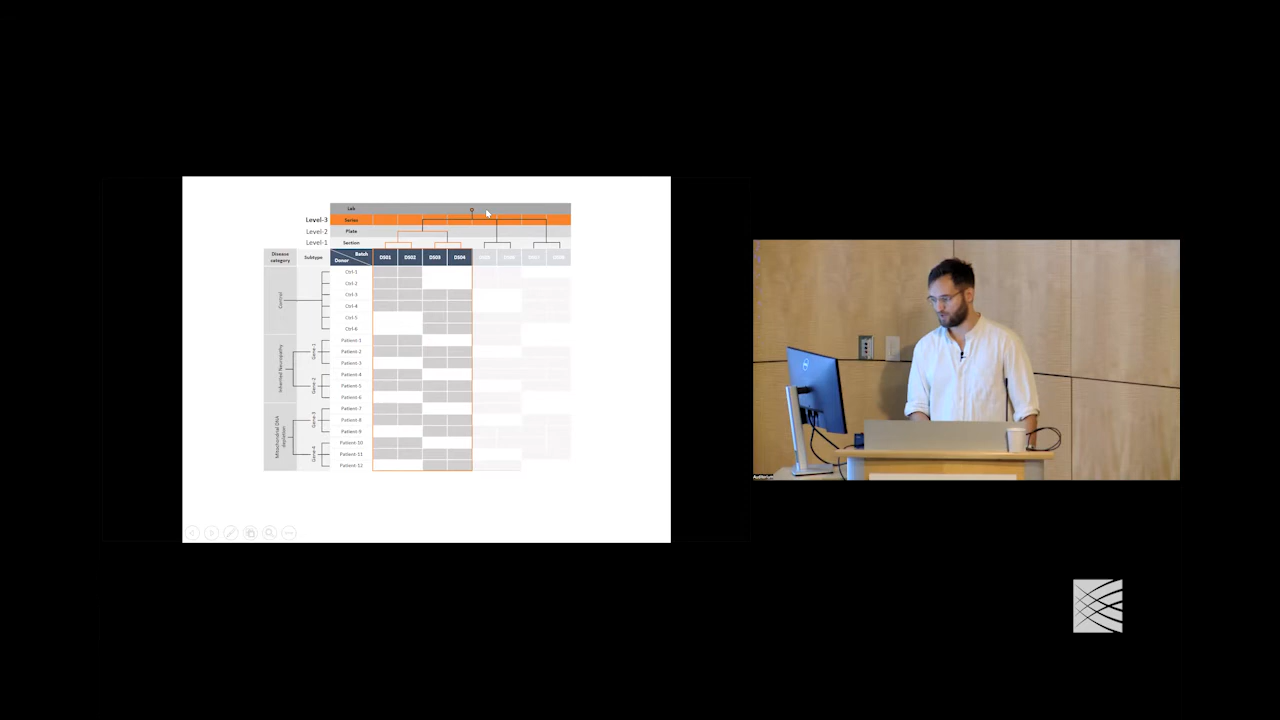 Lab
Level-3 Series
Level-2 Plate
Level-1 Section
Disease category Subtype Batch Donor DS01 DS02 DS03 DS04
Control
Ctrl-1
Ctrl-2
Ctrl-3
Ctrl-4
Ctrl-5
Ctrl-6
Inherited Neuropathy
Gene-1
Patient-1
Patient-2
Patient-3
Gene-2
Patient-4
Patient-5
Patient-6
Mitochondrial DNA depletion
Gene-3
Patient-7
Patient-8
Patient-9
Gene-4
Patient-10
Patient-11
Patient-12
DELL
Auditorium